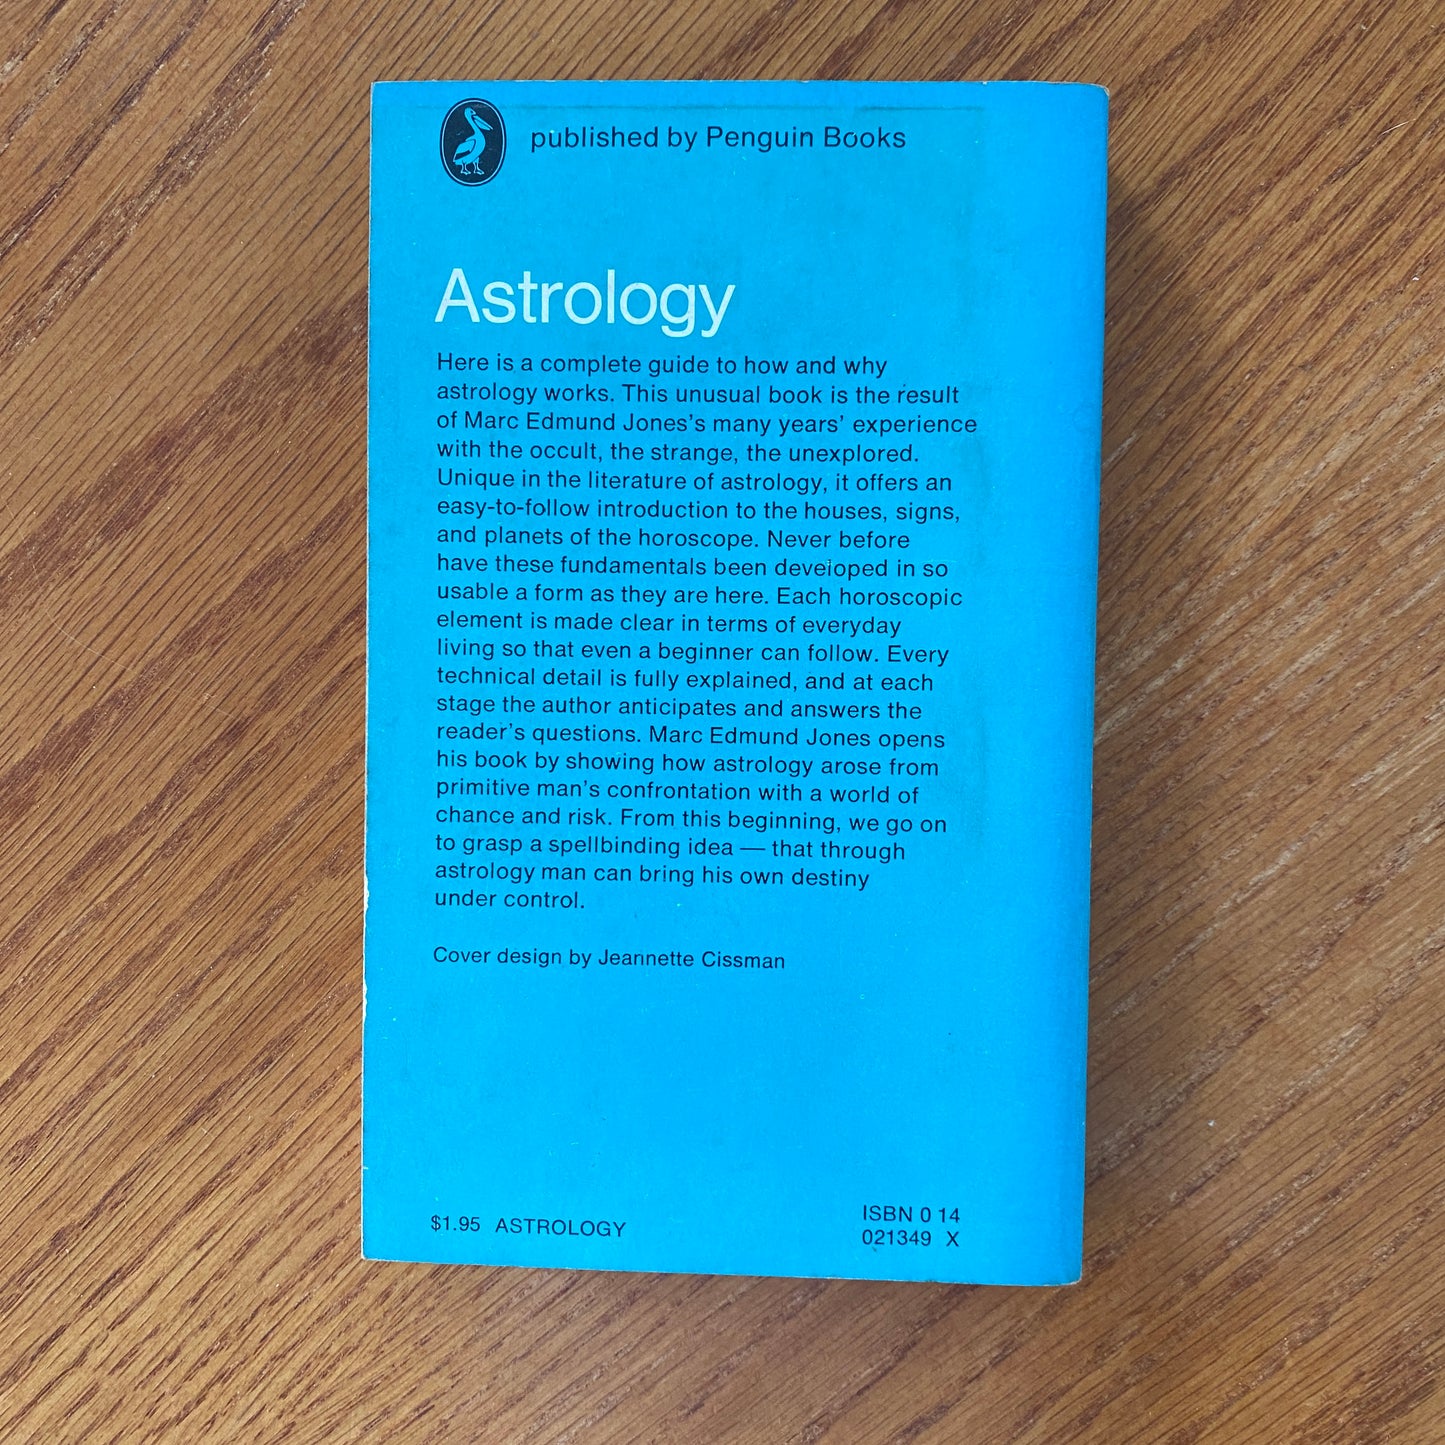 published by Penguin Books
Astrology
Here is a complete guide to how and why
astrology works. This unusual book is the result
of Marc Edmund Jones's many years' experience
with the occult, the strange, the unexplored.
Unique in the literature of astrology, it offers an
easy-to-follow introduction to the houses, signs,
and planets of the horoscope. Never before
have these fundamentals been developed in so
usable a form as they are here. Each horoscopic
element is made clear in terms of everyday
living so that even a beginner can follow. Every
technical detail is fully explained, and at each
stage the author anticipates and answers the
reader's questions. Marc Edmund Jones opens
his book by showing how astrology arose from
primitive man's confrontation with a world of
chance and risk. From this beginning, we go on
to grasp a spellbinding idea — that through
astrology man can bring his own destiny
under control.
Cover design by Jeannette Cissman
$1.95 ASTROLOGY
ISBN 0 14
021349 X